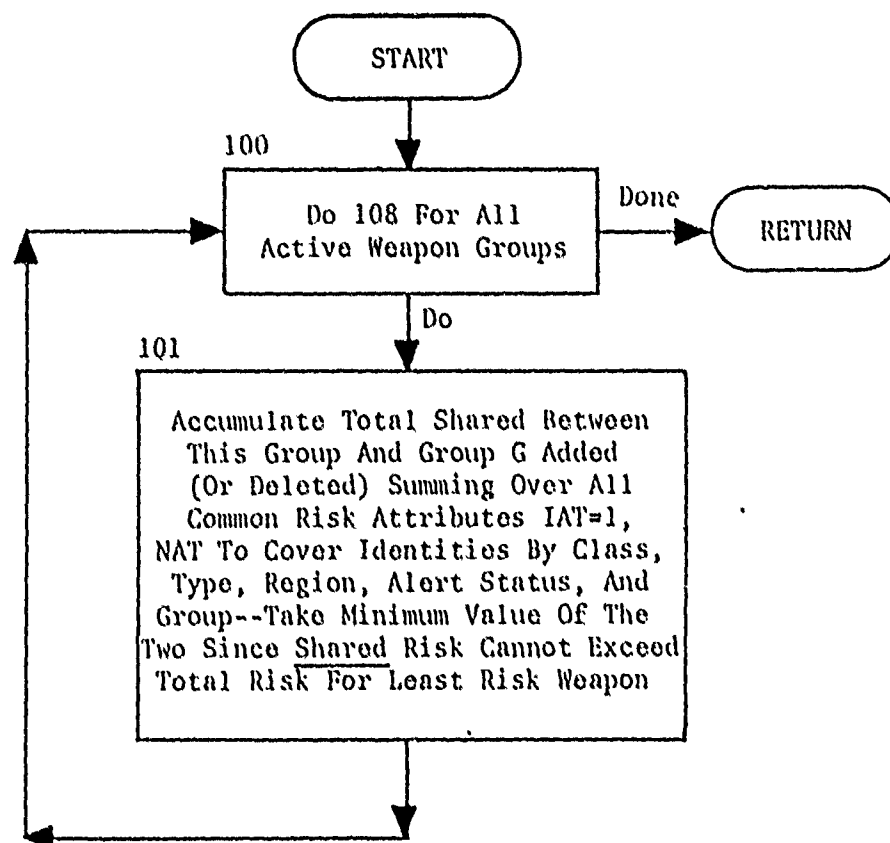 START
100
Do 108 For All
Active Weapon Groups
Done
RETURN
Do
101
Accumulate Total Shared Between
This Group And Group G Added
(Or Deleted) Summing Over All
Common Risk Attributes IAT=1,
NAT To Cover Identities By Class,
Type, Region, Alert Status, And
Group--Take Minimum Value Of The
Two Since Shared Risk Cannot Exceed
Total Risk For Least Risk Weapon